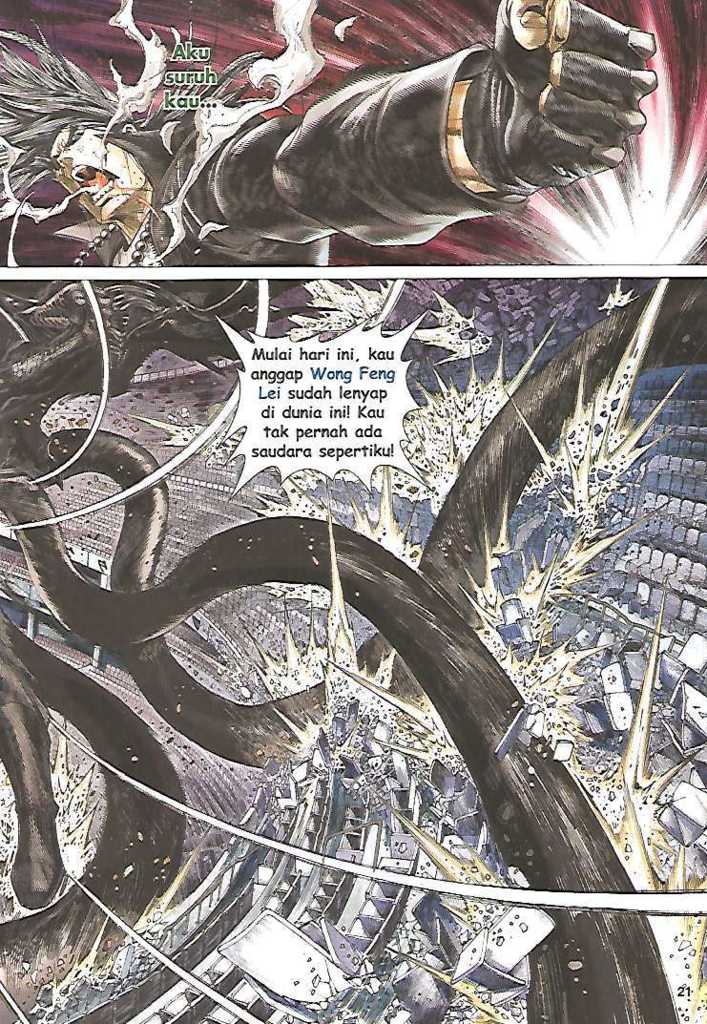 Aku
suruh
kau...
Mulai hari ini, kau
anggap Wong Feng
Lei sudah lenyap
di dunia ini! Kau
tak pernah ada
saudara sepertiku!
21